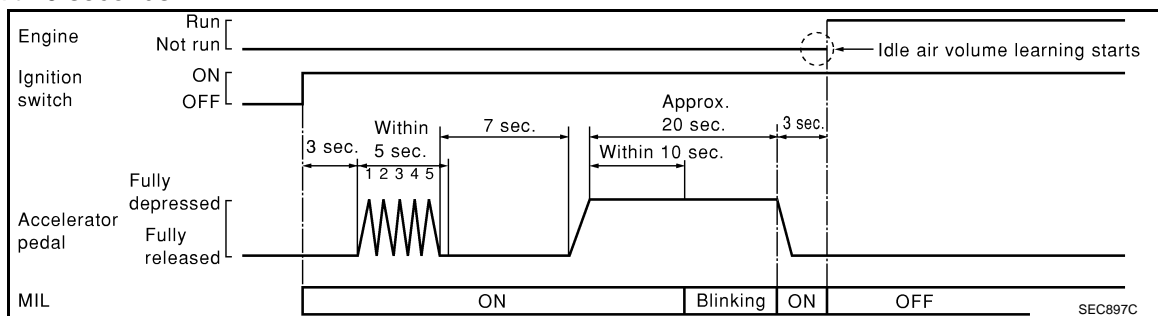 Engine
Run
Not run
Idle air volume learning starts
Ignition
switch
ON
OFF
3 sec.
Within
5 sec.
1 2 3 4 5
7 sec.
Approx.
20 sec.
Within 10 sec.
3 sec.
Accelerator
pedal
Fully
depressed
Fully
released
MIL
ON
Blinking
ON
OFF
SEC897C